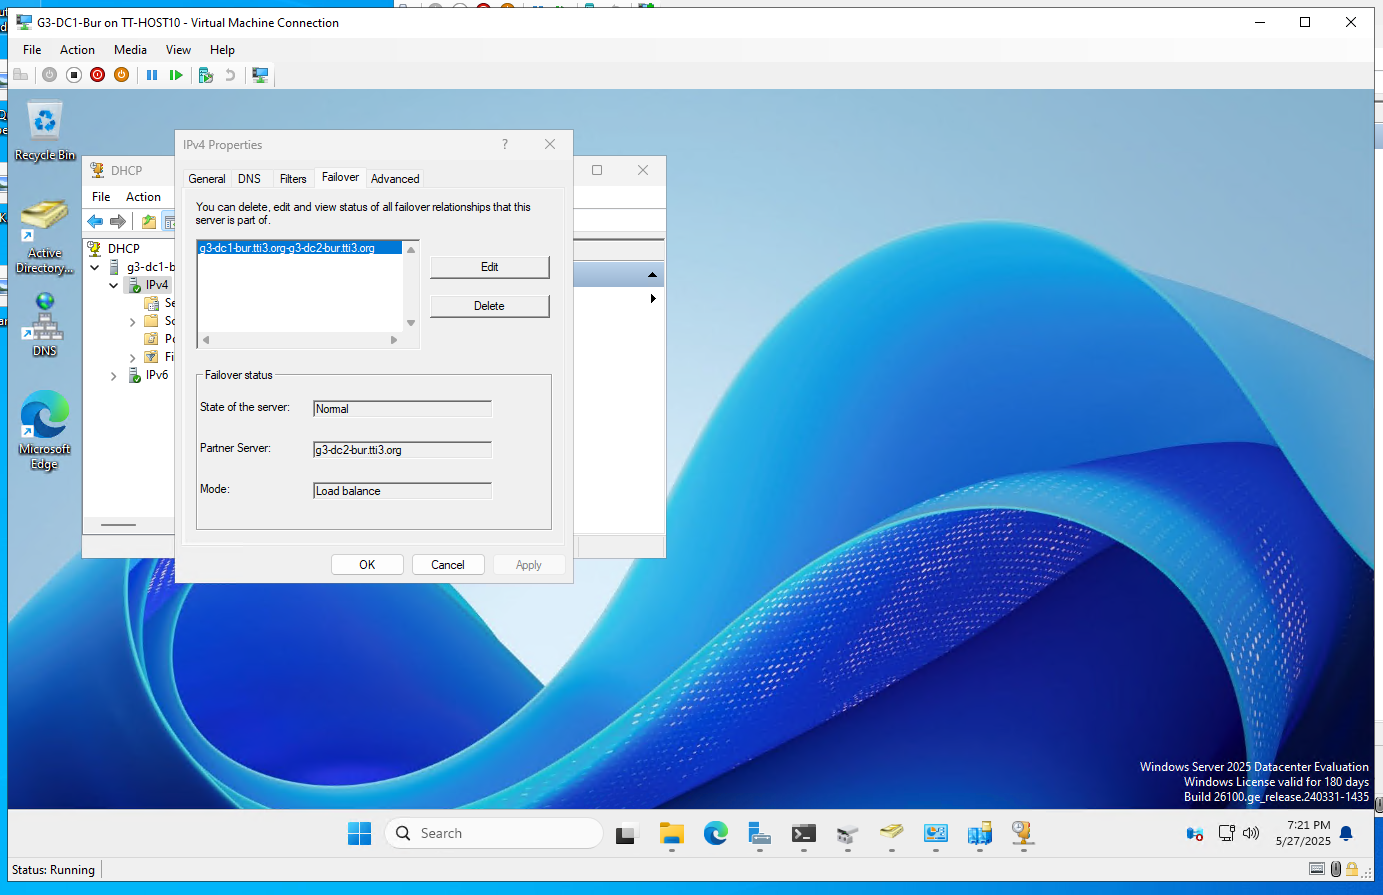 G3-DC1-Bur on TT-HOST10 - Virtual Machine Connection
File Action Media View Help
Recycle Bin
Active
Directory...
DNS
Microsoft
Edge
DHCP
File Action
DHCP
g3-dc1-b
IPv4
Se
Sc
Po
Fi
IPv6
IPv4 Properties
?
General DNS Filters Failover Advanced
You can delete, edit and view status of all failover relationships that this
server is part of.
g3-dc1-bur.tti3.org-g3-dc2-bur.tti3.org
Edit
Delete
Failover status
State of the server: Normal
Partner Server: g3-dc2-bur.tti3.org
Mode: Load balance
OK Cancel Apply
Windows Server 2025 Datacenter Evaluation
Windows License valid for 180 days
Build 26100.ge_release.240331-1435
Search
7:21 PM
5/27/2025
Status: Running